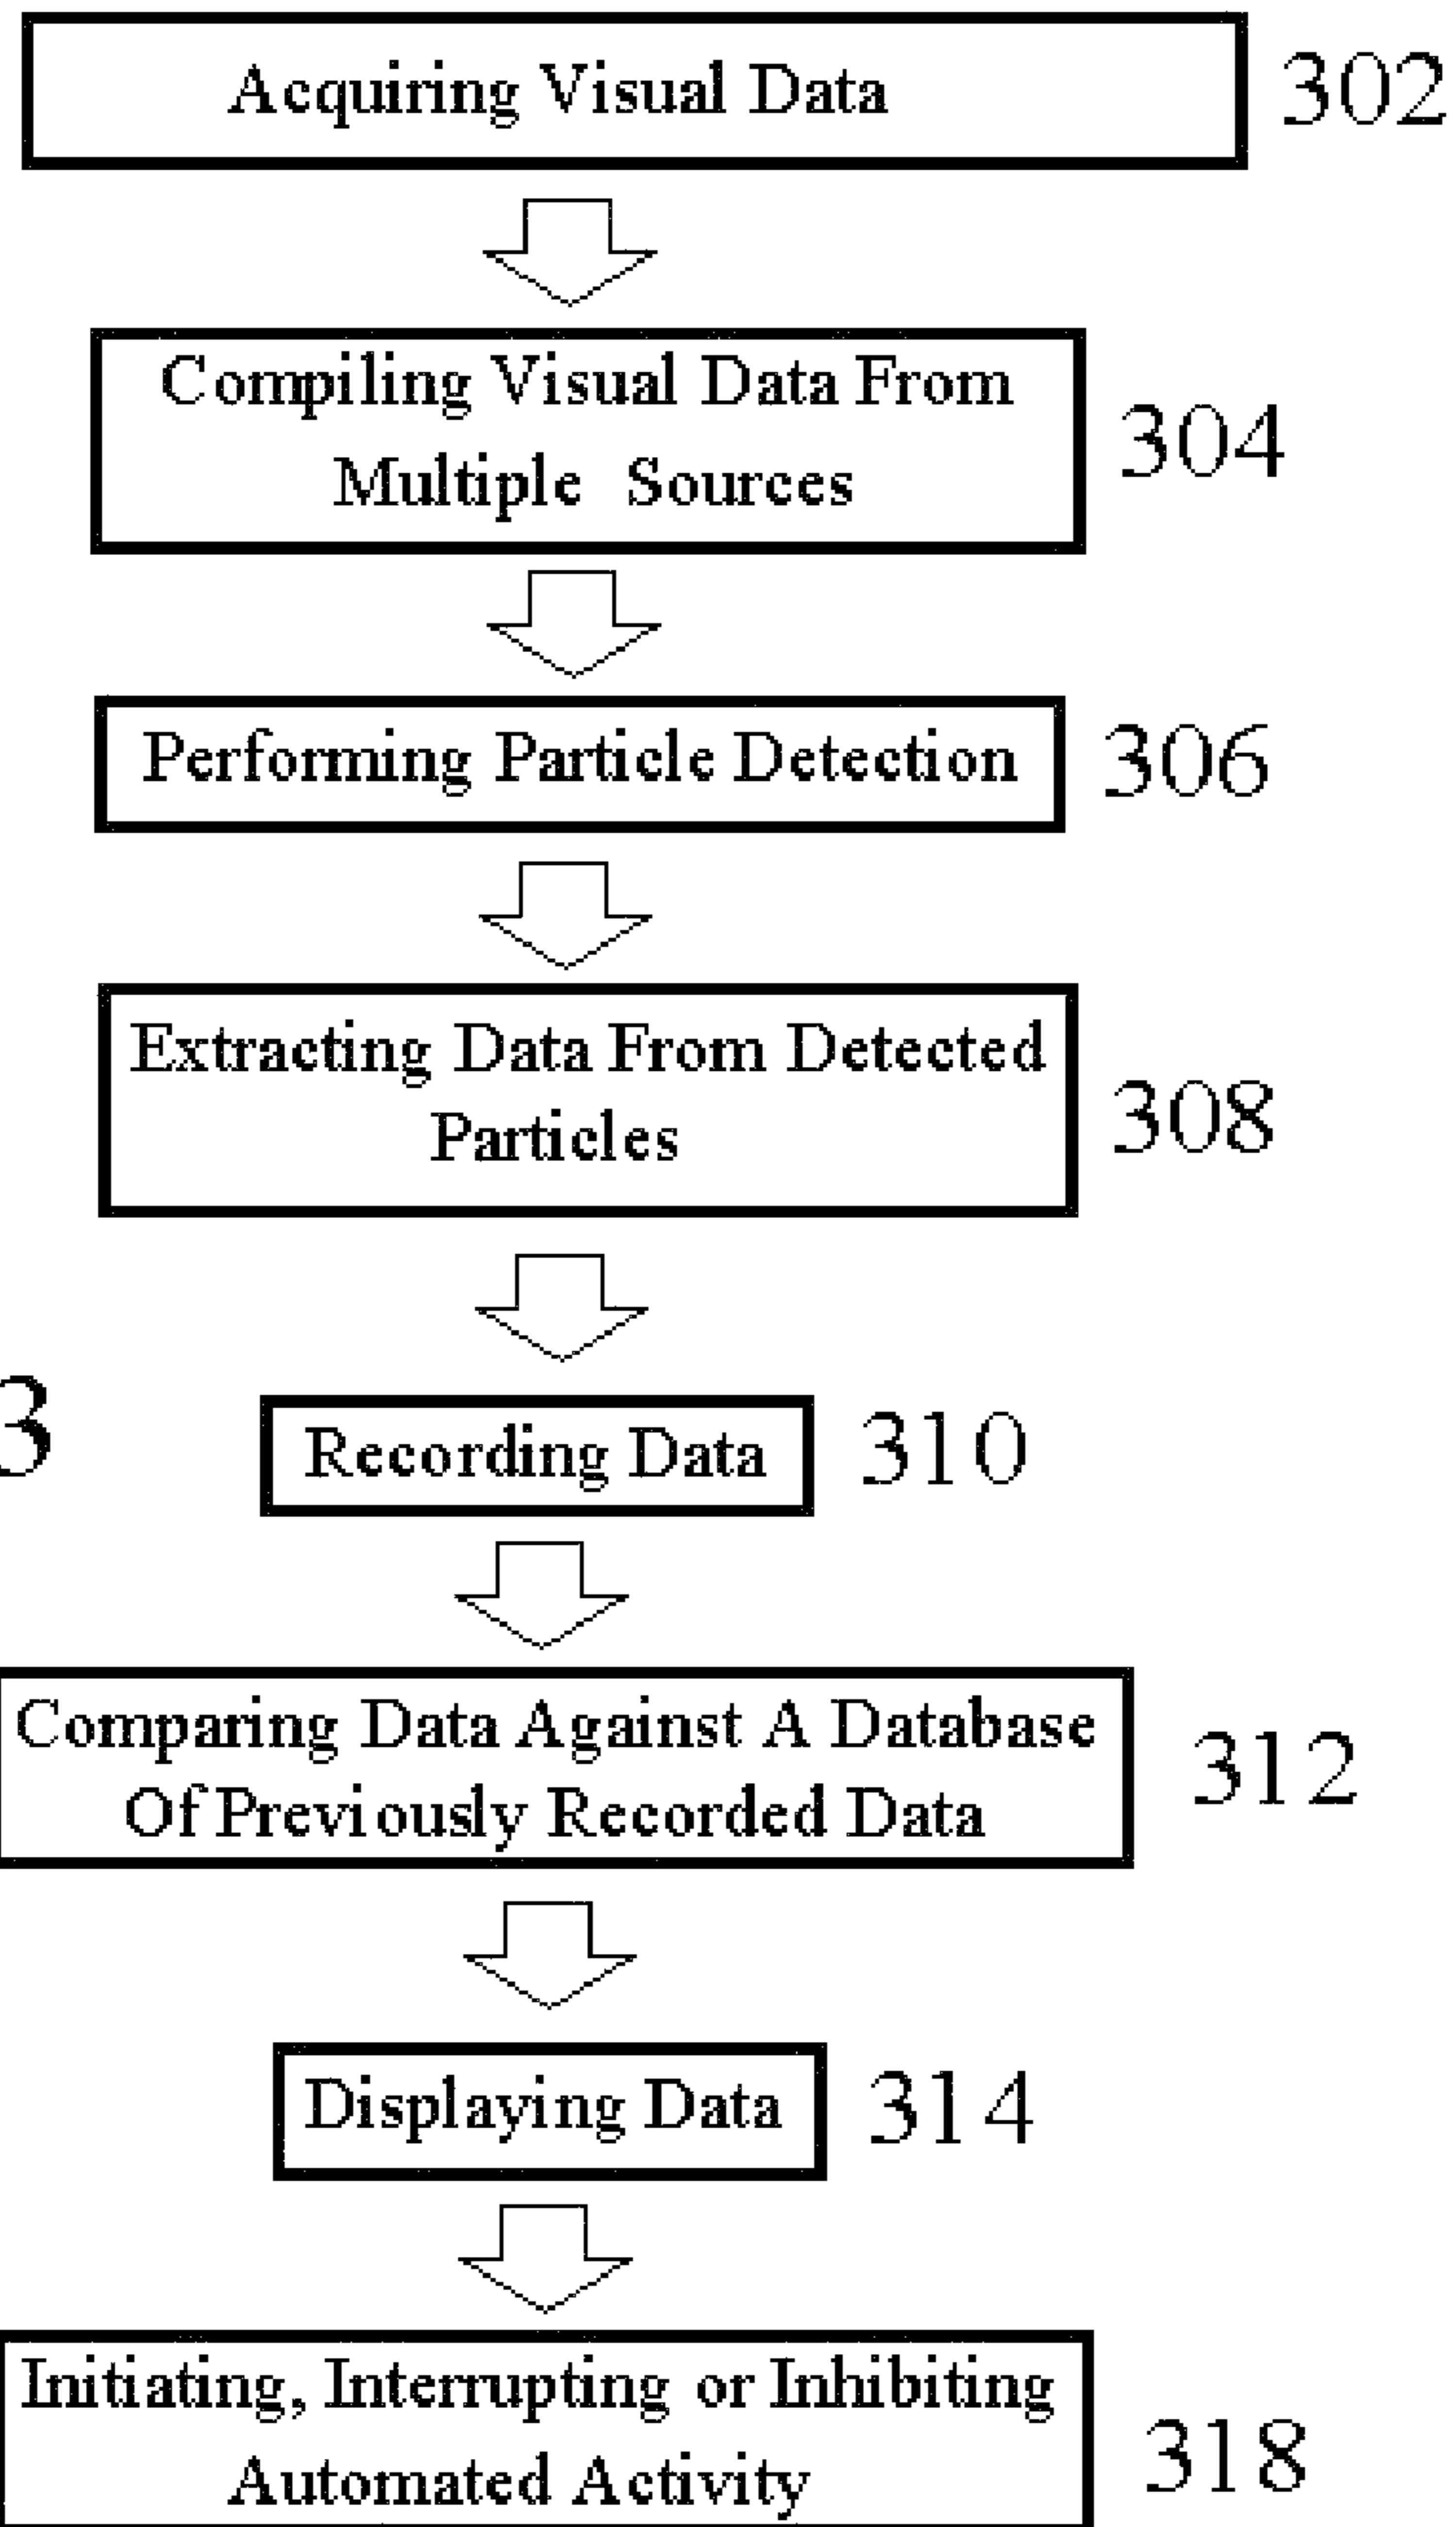 Acquiring Visual Data 302
Compiling Visual Data From
Multiple Sources
304
Performing Particle Detection 306
Extracting Data From Detected
Particles
308
3
Recording Data 310
Comparing Data Against A Database
Of Previously Recorded Data
312
Displaying Data 314
Initiating, Interrupting or Inhibiting
Automated Activity
318